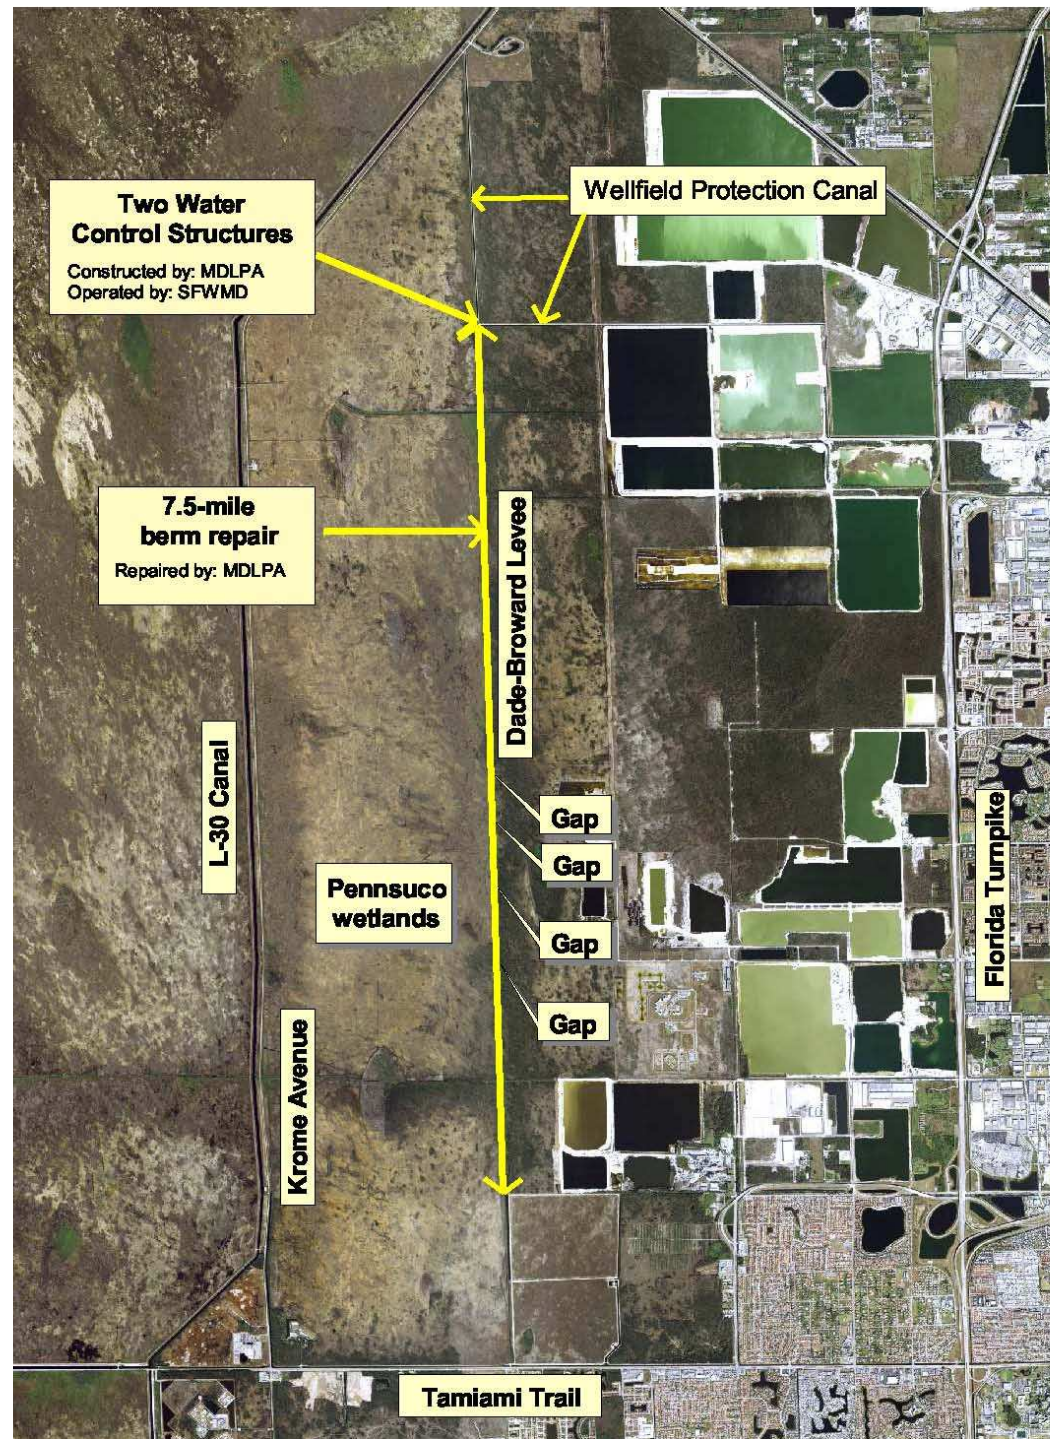 Two Water
Control Structures
Constructed by: MDLPA
Operated by: SFWMD
Wellfield Protection Canal
7.5-mile
berm repair
Repaired by: MDLPA
Dade-Broward Levee
L-30 Canal
Gap
Gap
Pennsuco
wetlands
Gap
Gap
Florida Turnpike
Krome Avenue
Tamiami Trail